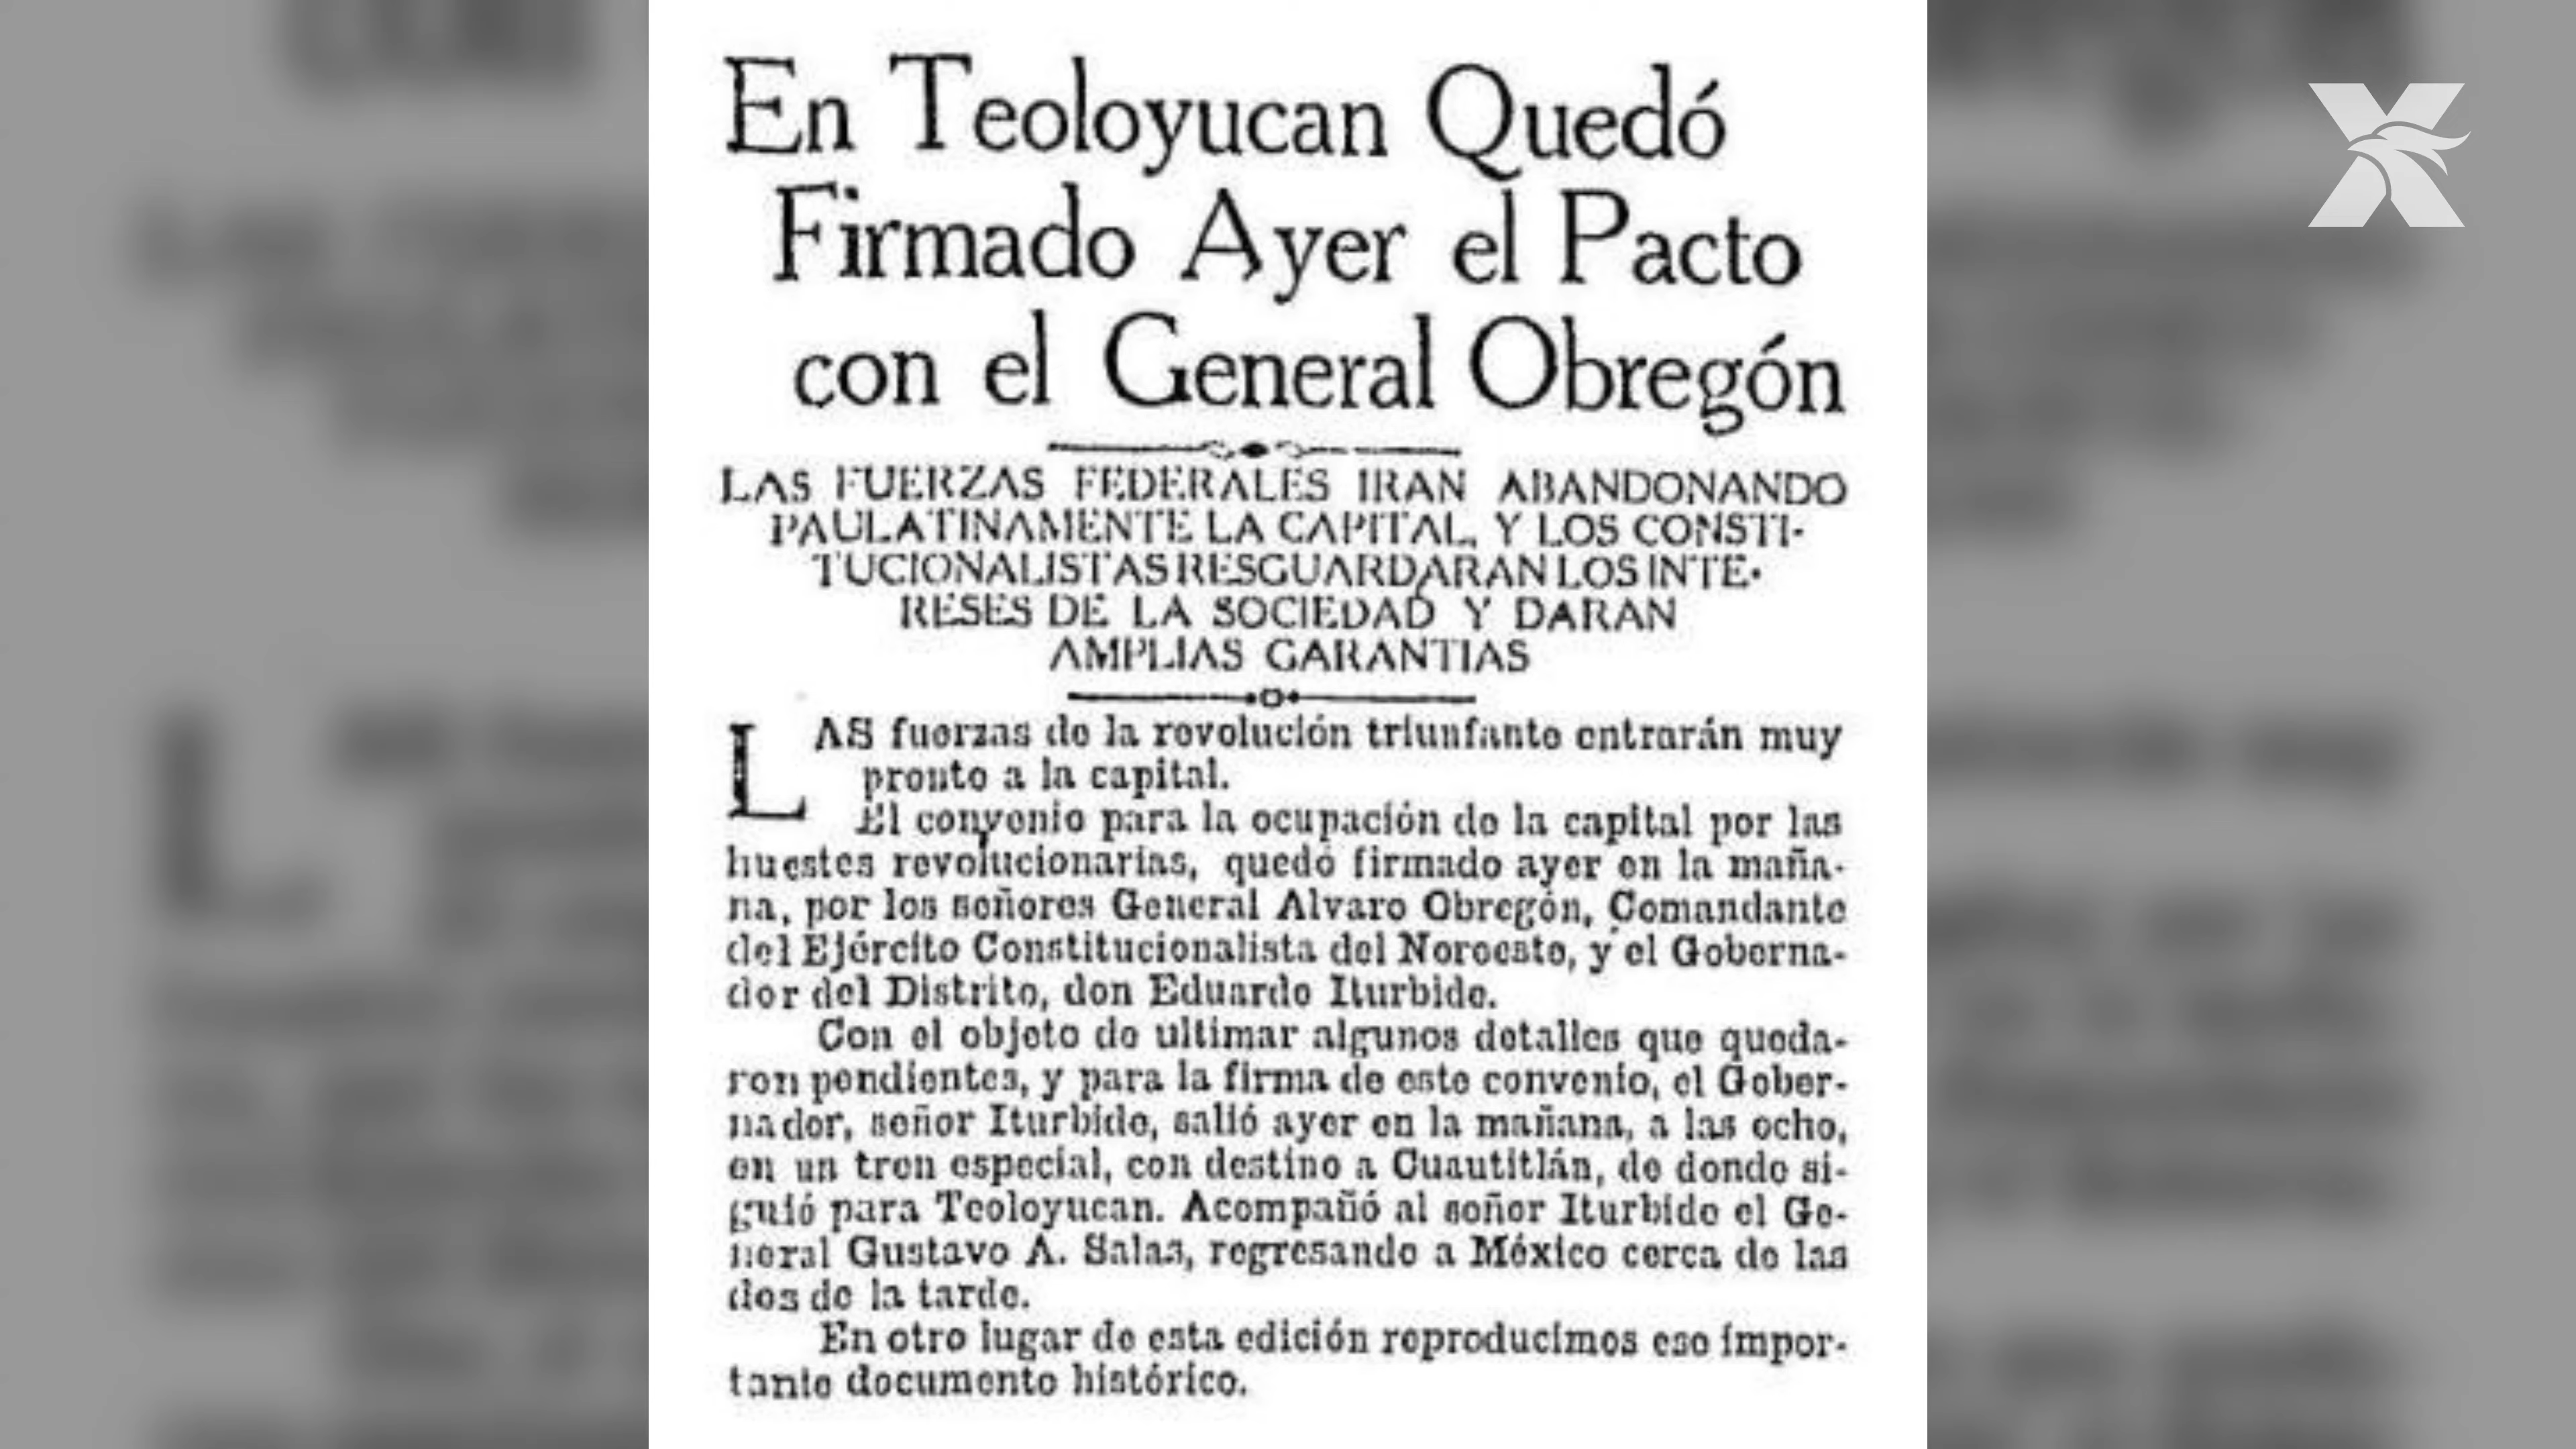 En Teoloyucan Quedó
Firmado Ayer el Pacto
con el General Obregón
LAS FUERZAS FEDERALES IRAN ABANDONANDO
PAULATINAMENTE LA CAPITAL, Y LOS CONSTI-
TUCIONALISTAS RESGUARDARAN LOS INTE-
RESES DE LA SOCIEDAD Y DARAN
AMPLIAS GARANTIAS
LAS fuerzas de la revolución triunfante entrarán muy
pronto a la capital.
El convenio para la ocupación de la capital por las
huestes revolucionarias, quedó firmado ayer en la maña-
na, por los señores General Alvaro Obregón, Comandante
del Ejército Constitucionalista del Noroeste, y el Goberna-
dor del Distrito, don Eduardo Iturbide.
Con el objeto de ultimar algunos detalles que queda-
ron pendientes, y para la firma de este convenio, el Gober-
nador, señor Iturbide, salió ayer en la mañana, a las ocho,
en un tren especial, con destino a Cuautitlán, de donde si-
guió para Teoloyucan. Acompañó al señor Iturbide el Ge-
neral Gustavo A. Salas, regresando a México cerca de las
dos de la tarde.
En otro lugar de esta edición reproducimos ese impor-
tante documento histórico.